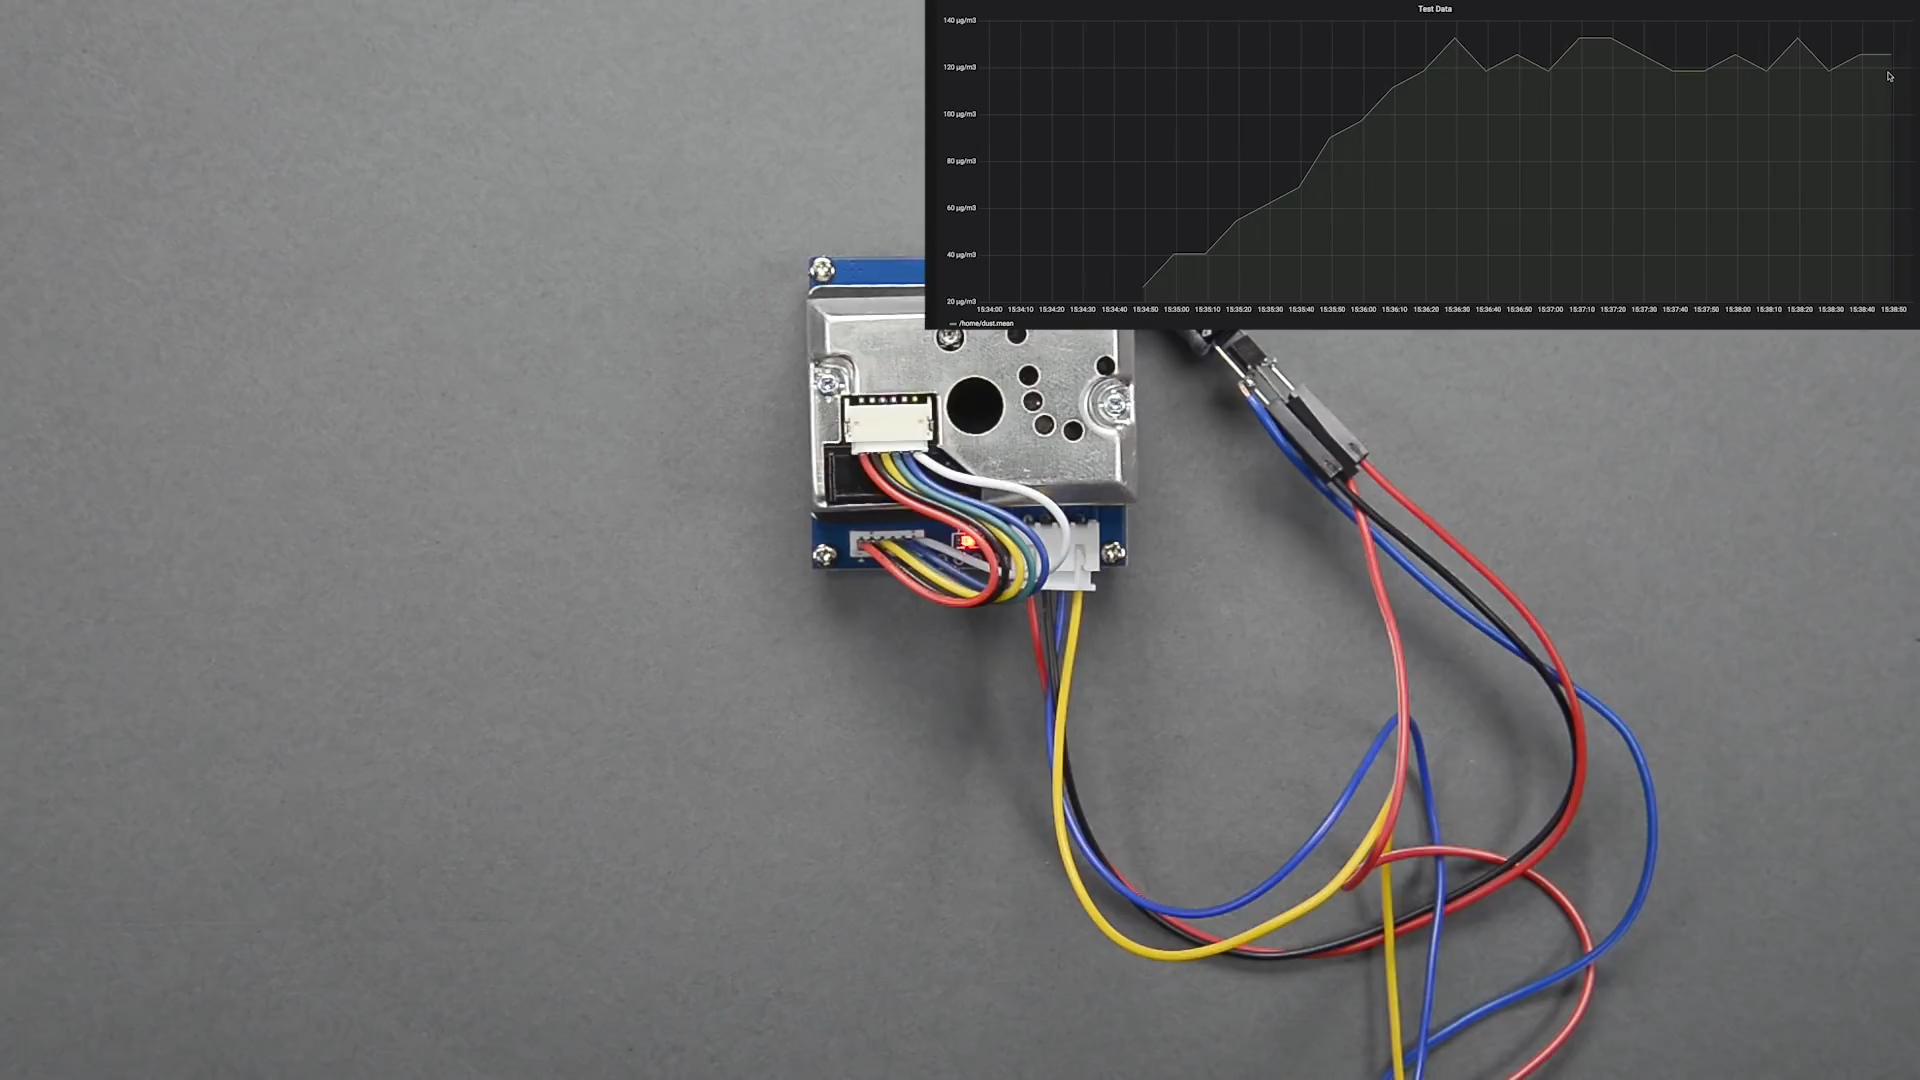 Test Data
140 µg/m3
120 µg/m3
100 µg/m3
80 µg/m3
60 µg/m3
40 µg/m3
20 µg/m3
15:34:00 15:34:10 15:34:20 15:34:30 15:34:40 15:34:50 15:35:00 15:35:10 15:35:20 15:35:30 15:35:40 15:35:50 15:36:00 15:36:10 15:36:20 15:36:30 15:36:40 15:36:50 15:37:00 15:37:10 15:37:20 15:37:30 15:37:40 15:37:50 15:38:00 15:38:10 15:38:20 15:38:30 15:38:40 15:38:50
/home/dust.mean